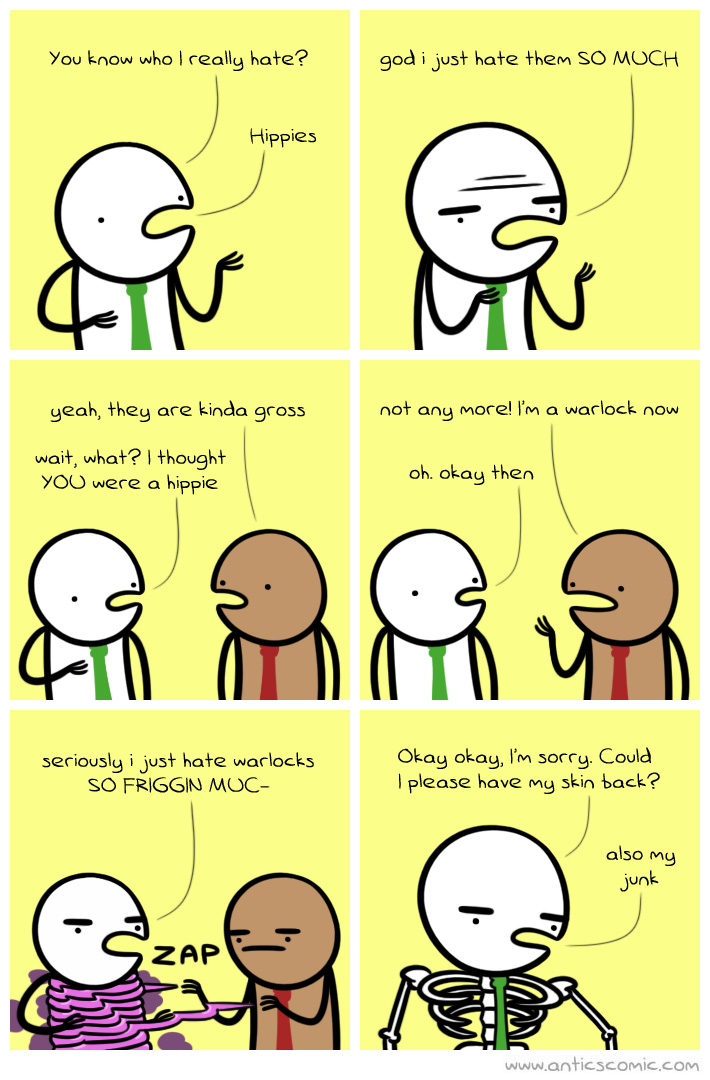 You know who I really hate?
Hippies
god i just hate them SO MUCH
yeah, they are kinda gross
wait, what? I thought
YOU were a hippie
not any more! I'm a warlock now
oh. okay then
seriously i just hate warlocks
SO FRIGGIN MUC-
ZAP
Okay okay, I'm sorry. Could
I please have my skin back?
also my
junk
www.anticscomic.com